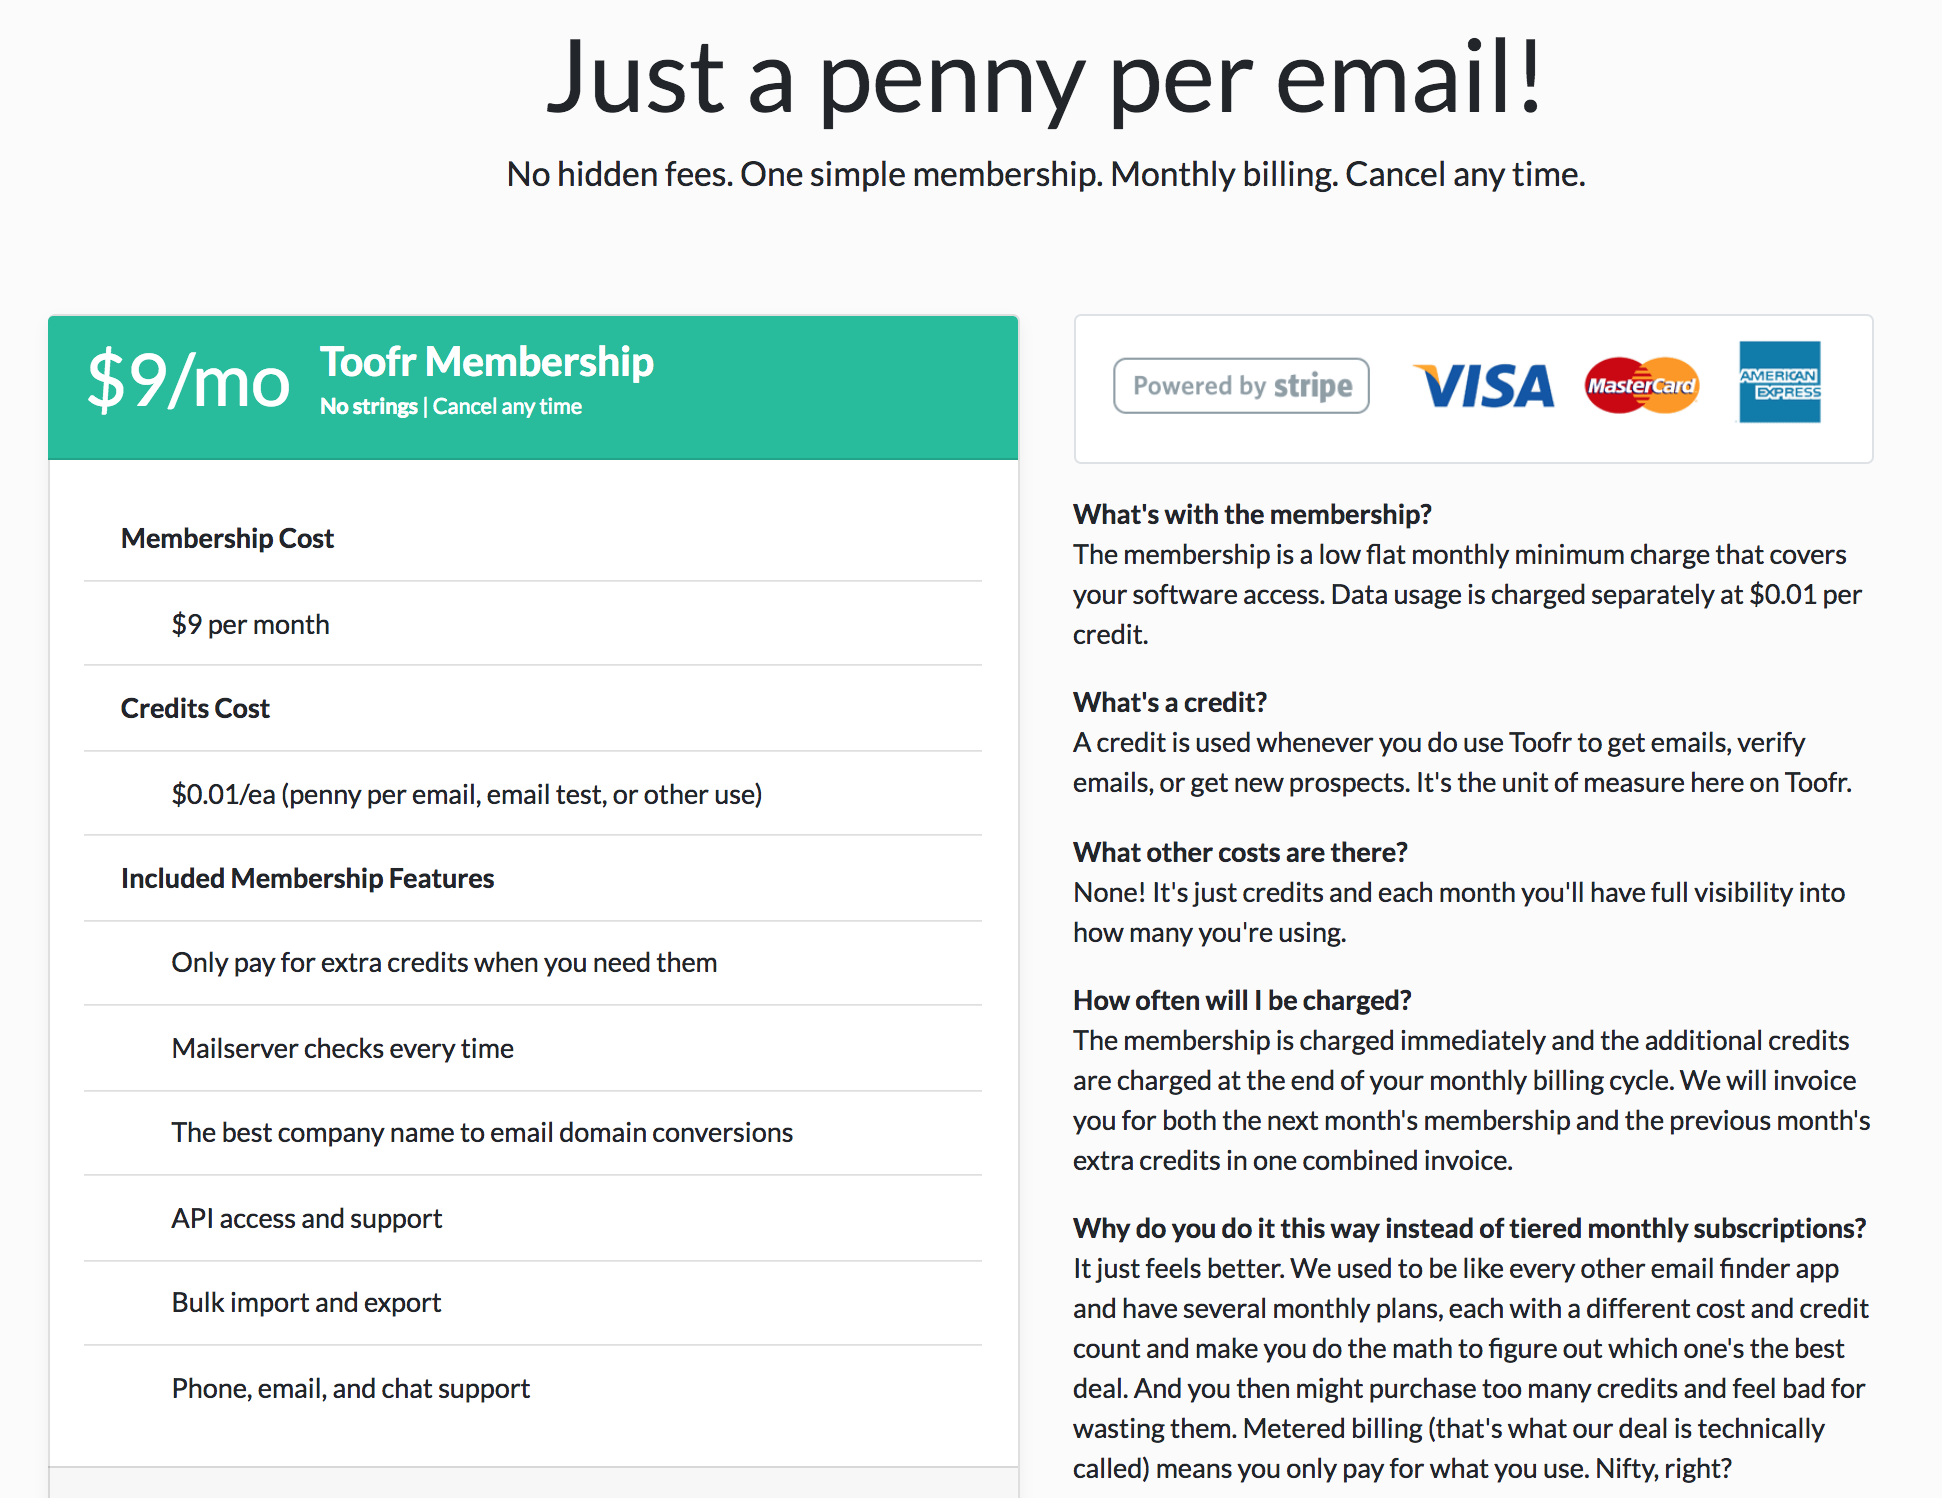 Just a penny per email!
No hidden fees. One simple membership. Monthly billing. Cancel any time.
$9/mo
Toofr Membership
No strings | Cancel any time
Membership Cost
$9 per month
Credits Cost
$0.01/ea (penny per email, email test, or other use)
Included Membership Features
Only pay for extra credits when you need them
Mailserver checks every time
The best company name to email domain conversions
API access and support
Bulk import and export
Phone, email, and chat support
Powered by stripe
VISA
MasterCard
AMERICAN
EXPRESS
What's with the membership?
The membership is a low flat monthly minimum charge that covers
your software access. Data usage is charged separately at $0.01 per
credit.
What's a credit?
A credit is used whenever you do use Toofr to get emails, verify
emails, or get new prospects. It's the unit of measure here on Toofr.
What other costs are there?
None! It's just credits and each month you'll have full visibility into
how many you're using.
How often will I be charged?
The membership is charged immediately and the additional credits
are charged at the end of your monthly billing cycle. We will invoice
you for both the next month's membership and the previous month's
extra credits in one combined invoice.
Why do you do it this way instead of tiered monthly subscriptions?
It just feels better. We used to be like every other email finder app
and have several monthly plans, each with a different cost and credit
count and make you do the math to figure out which one's the best
deal. And you then might purchase too many credits and feel bad for
wasting them. Metered billing (that's what our deal is technically
called) means you only pay for what you use. Nifty, right?